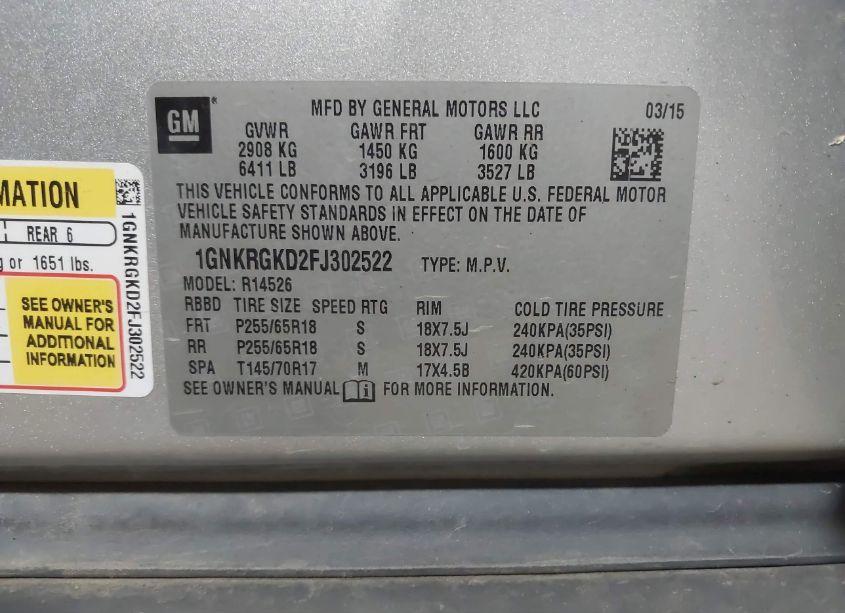 GM
MFD BY GENERAL MOTORS LLC 03/15
GVWR GAWR FRT GAWR RR
2908 KG 1450 KG 1600 KG
6411 LB 3196 LB 3527 LB
THIS VEHICLE CONFORMS TO ALL APPLICABLE U.S. FEDERAL MOTOR
VEHICLE SAFETY STANDARDS IN EFFECT ON THE DATE OF
MANUFACTURE SHOWN ABOVE.
1GNKRGKD2FJ302522 TYPE: M.P.V.
MODEL: R14526
RBBD TIRE SIZE SPEED RTG RIM COLD TIRE PRESSURE
FRT P255/65R18 S 18X7.5J 240KPA(35PSI)
RR P255/65R18 S 18X7.5J 240KPA(35PSI)
SPA T145/70R17 M 17X4.5B 420KPA(60PSI)
SEE OWNER'S MANUAL FOR MORE INFORMATION.
MATION
REAR 6
g or 1651 lbs.
SEE OWNER'S
MANUAL FOR
ADDITIONAL
INFORMATION
1GNKRGKD2FJ302522